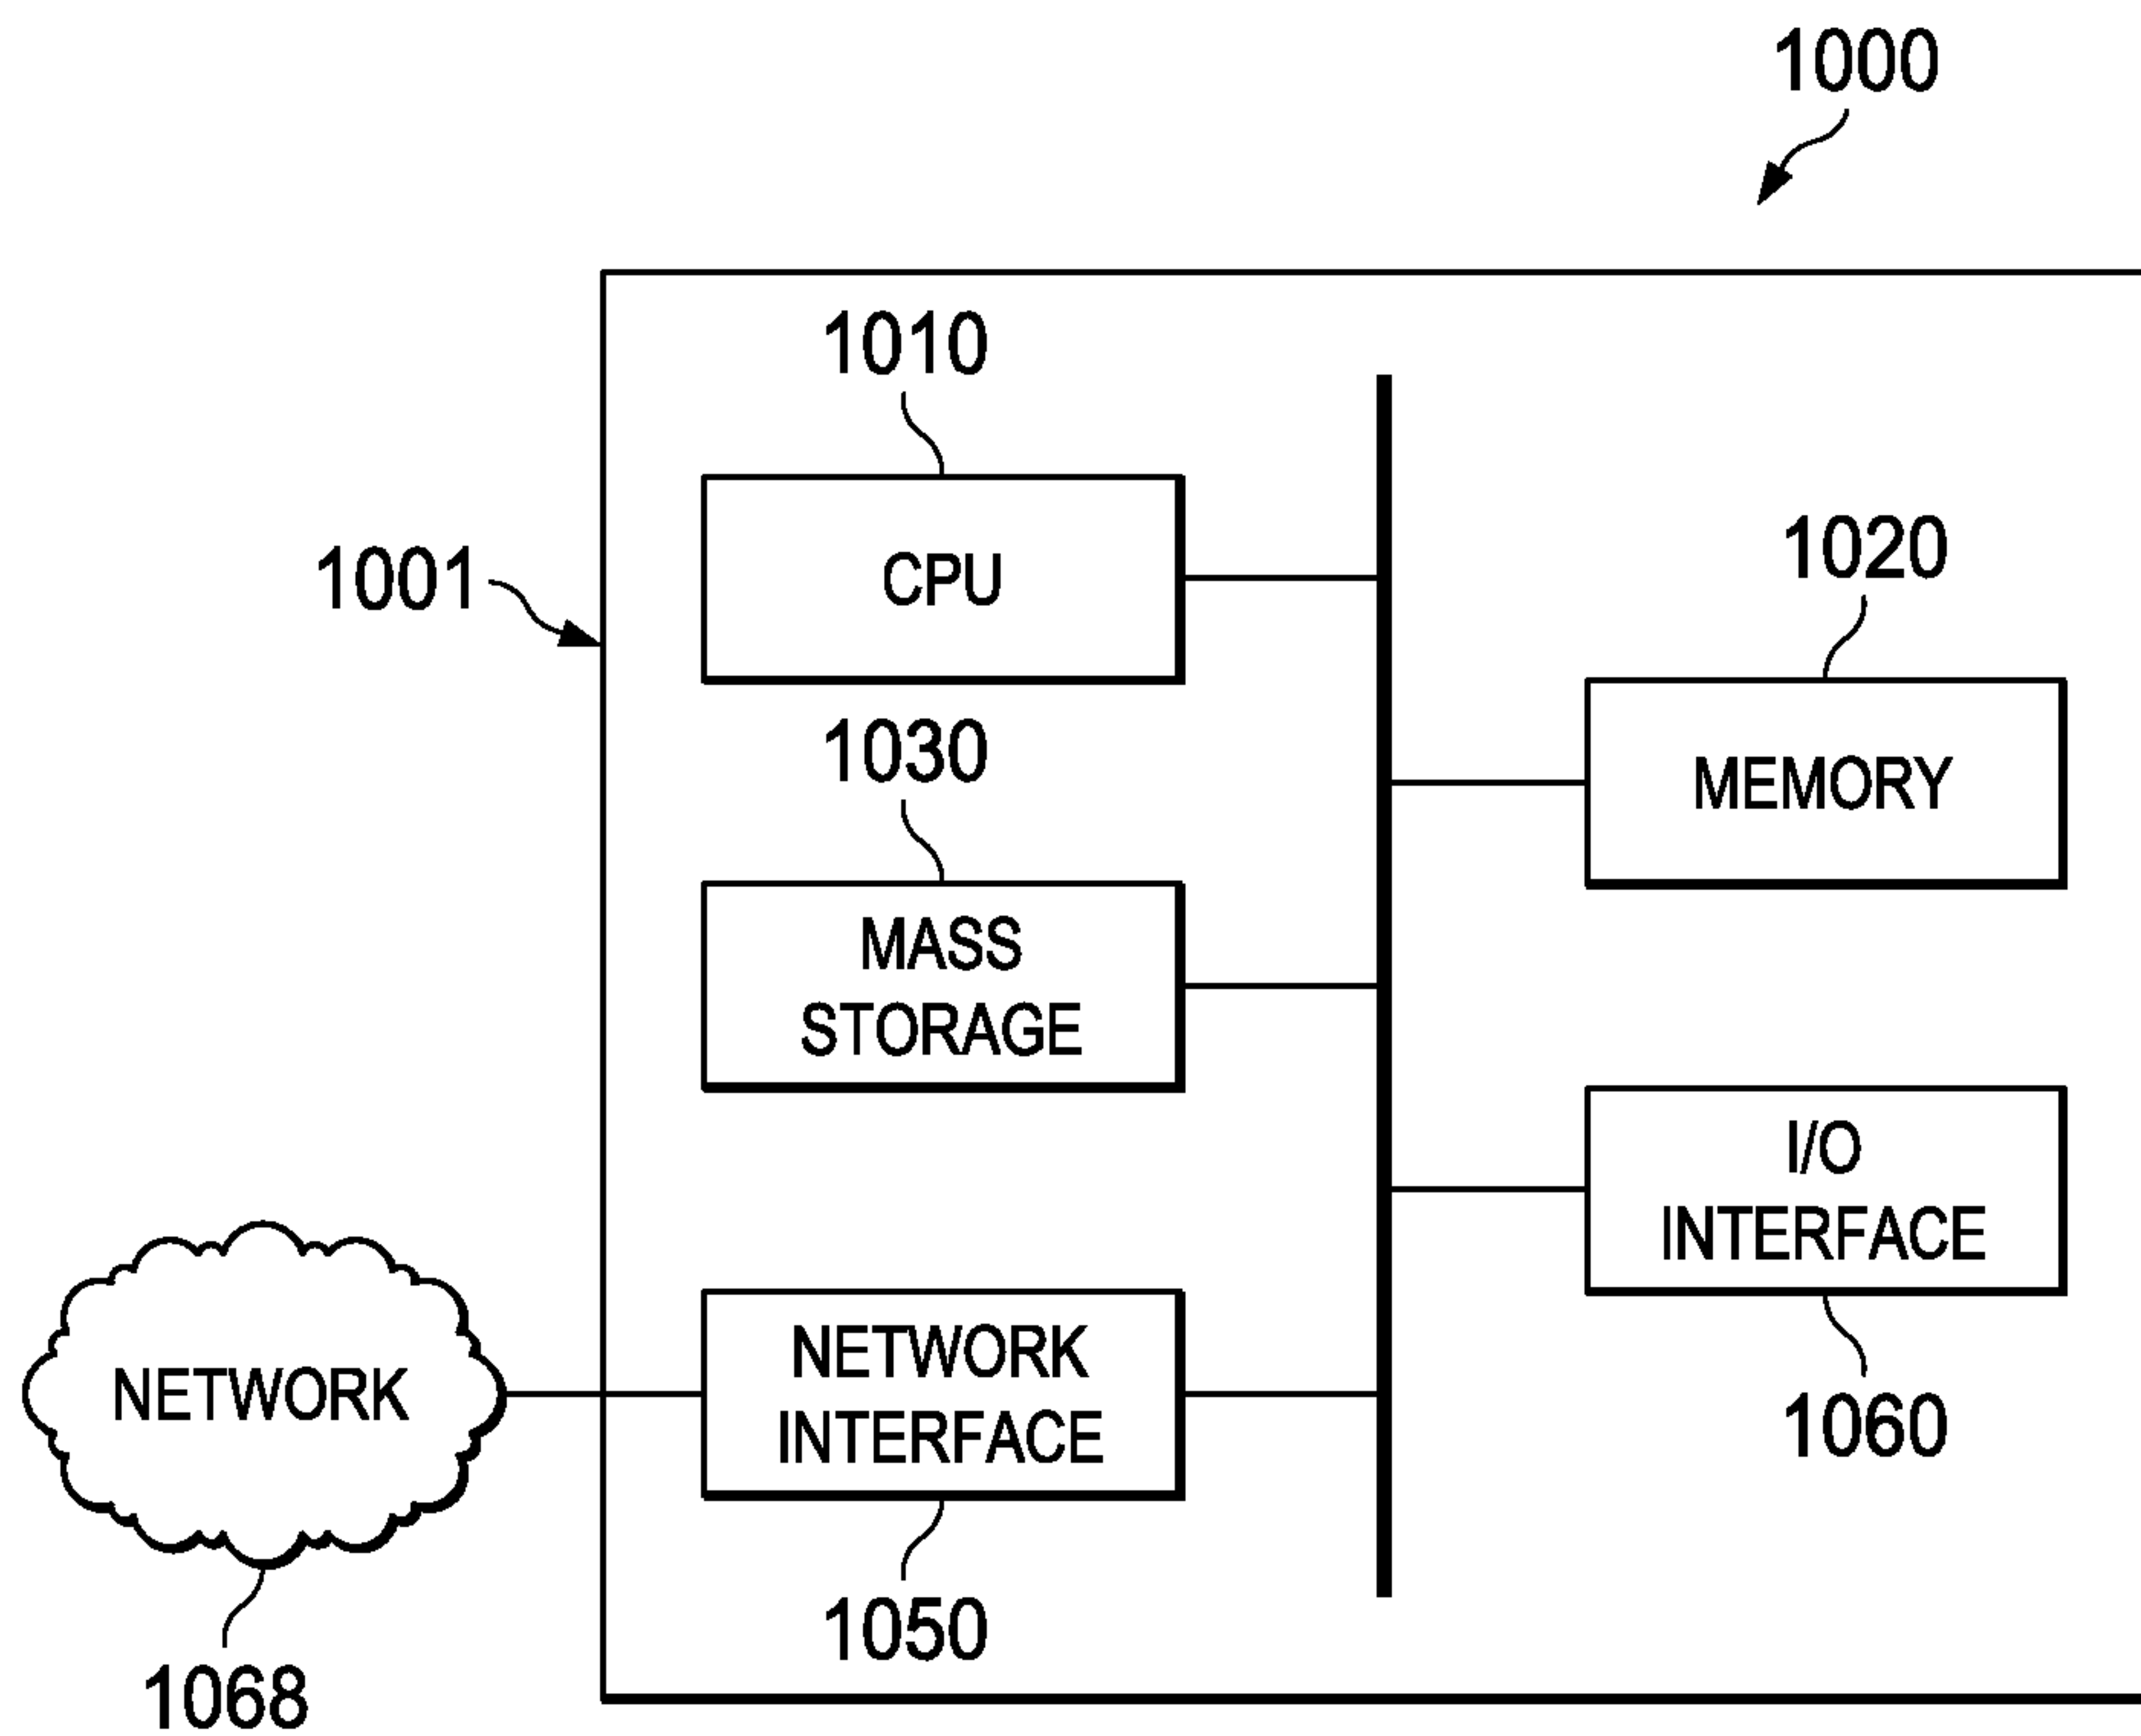 1000
1010
CPU
1001
1020
MEMORY
1030
MASS
STORAGE
I/O
INTERFACE
1060
NETWORK
INTERFACE
1050
NETWORK
1068